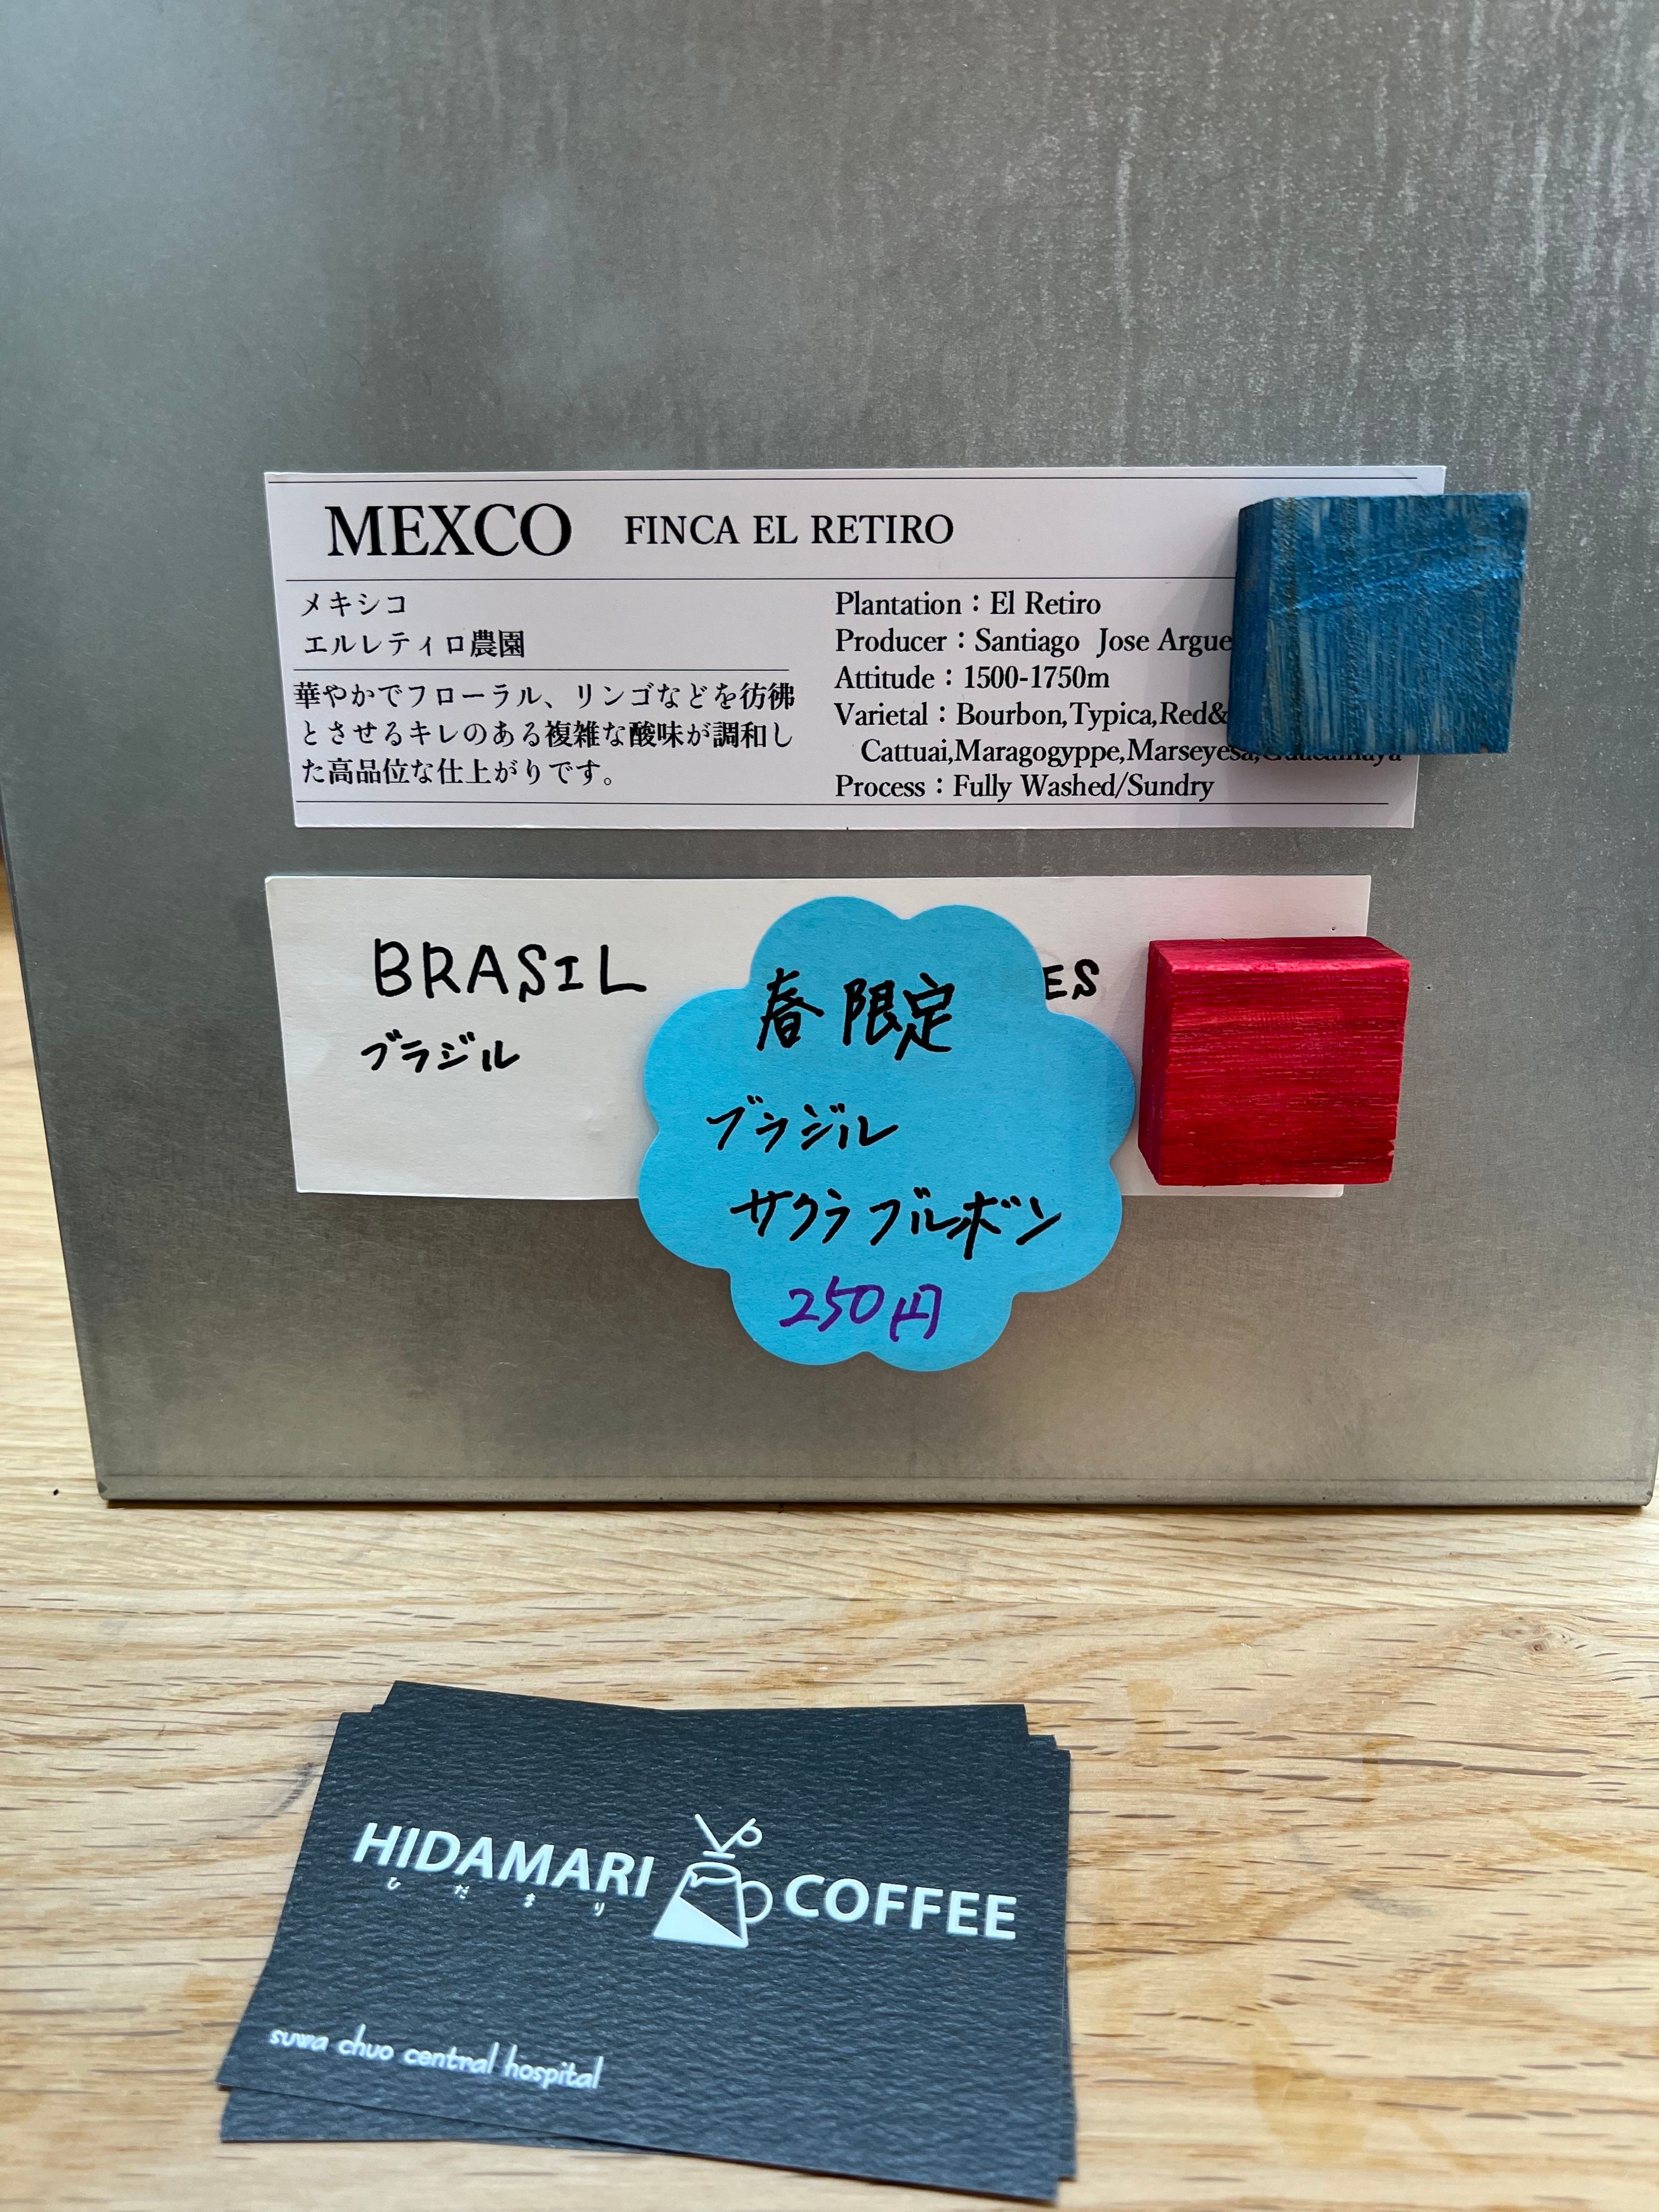 MEXCO FINCA EL RETIRO
メキシコ
エルレティロ農園
華やかでフローラル、リンゴなどを彷彿
とさせるキレのある複雑な酸味が調和し
た高品位な仕上がりです。
Plantation：El Retiro
Producer：Santiago Jose Argue
Attitude：1500-1750m
Varietal：Bourbon,Typica,Red&
Cattuai,Maragogyppe,Marseyesa,
Process：Fully Washed/Sundry
BRASIL
ブラジル
春限定
ブラジル
サクラブルボン
250円
HIDAMARI COFFEE
ひだまり
suwa chuo central hospital